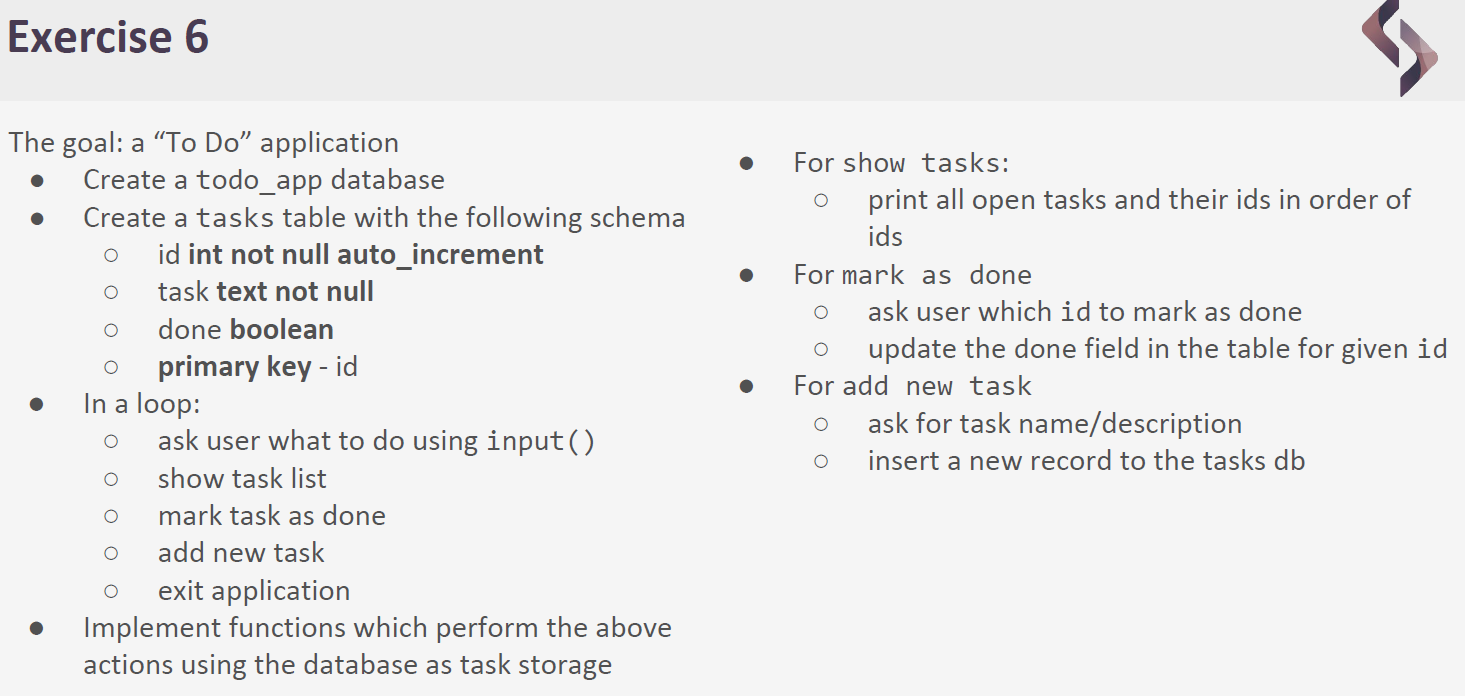 Exercise 6
The goal: a “To Do” application
● Create a todo_app database
● Create a tasks table with the following schema
○ id int not null auto_increment
○ task text not null
○ done boolean
○ primary key - id
● In a loop:
○ ask user what to do using input()
○ show task list
○ mark task as done
○ add new task
○ exit application
● Implement functions which perform the above
actions using the database as task storage
● For show tasks:
○ print all open tasks and their ids in order of
ids
● For mark as done
○ ask user which id to mark as done
○ update the done field in the table for given id
● For add new task
○ ask for task name/description
○ insert a new record to the tasks db